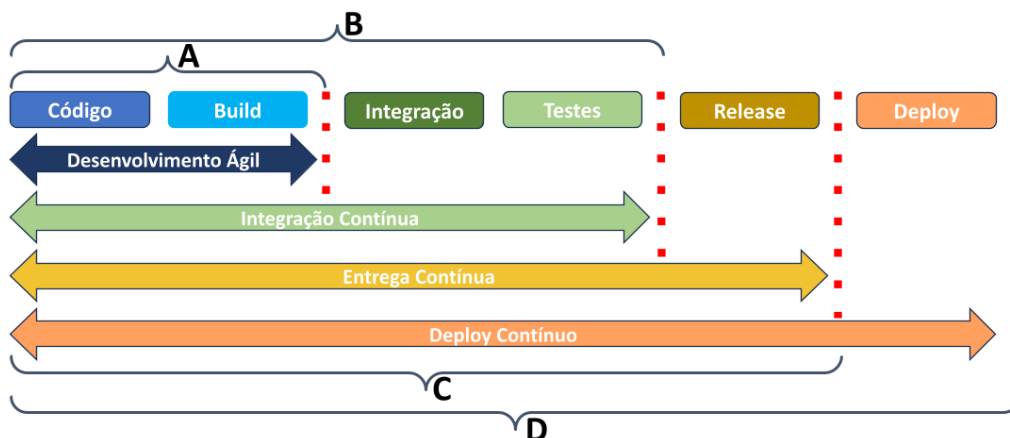 B
A
Código Build Integração Testes Release Deploy
Desenvolvimento Ágil
Integração Contínua
Entrega Contínua
Deploy Contínuo
C
D